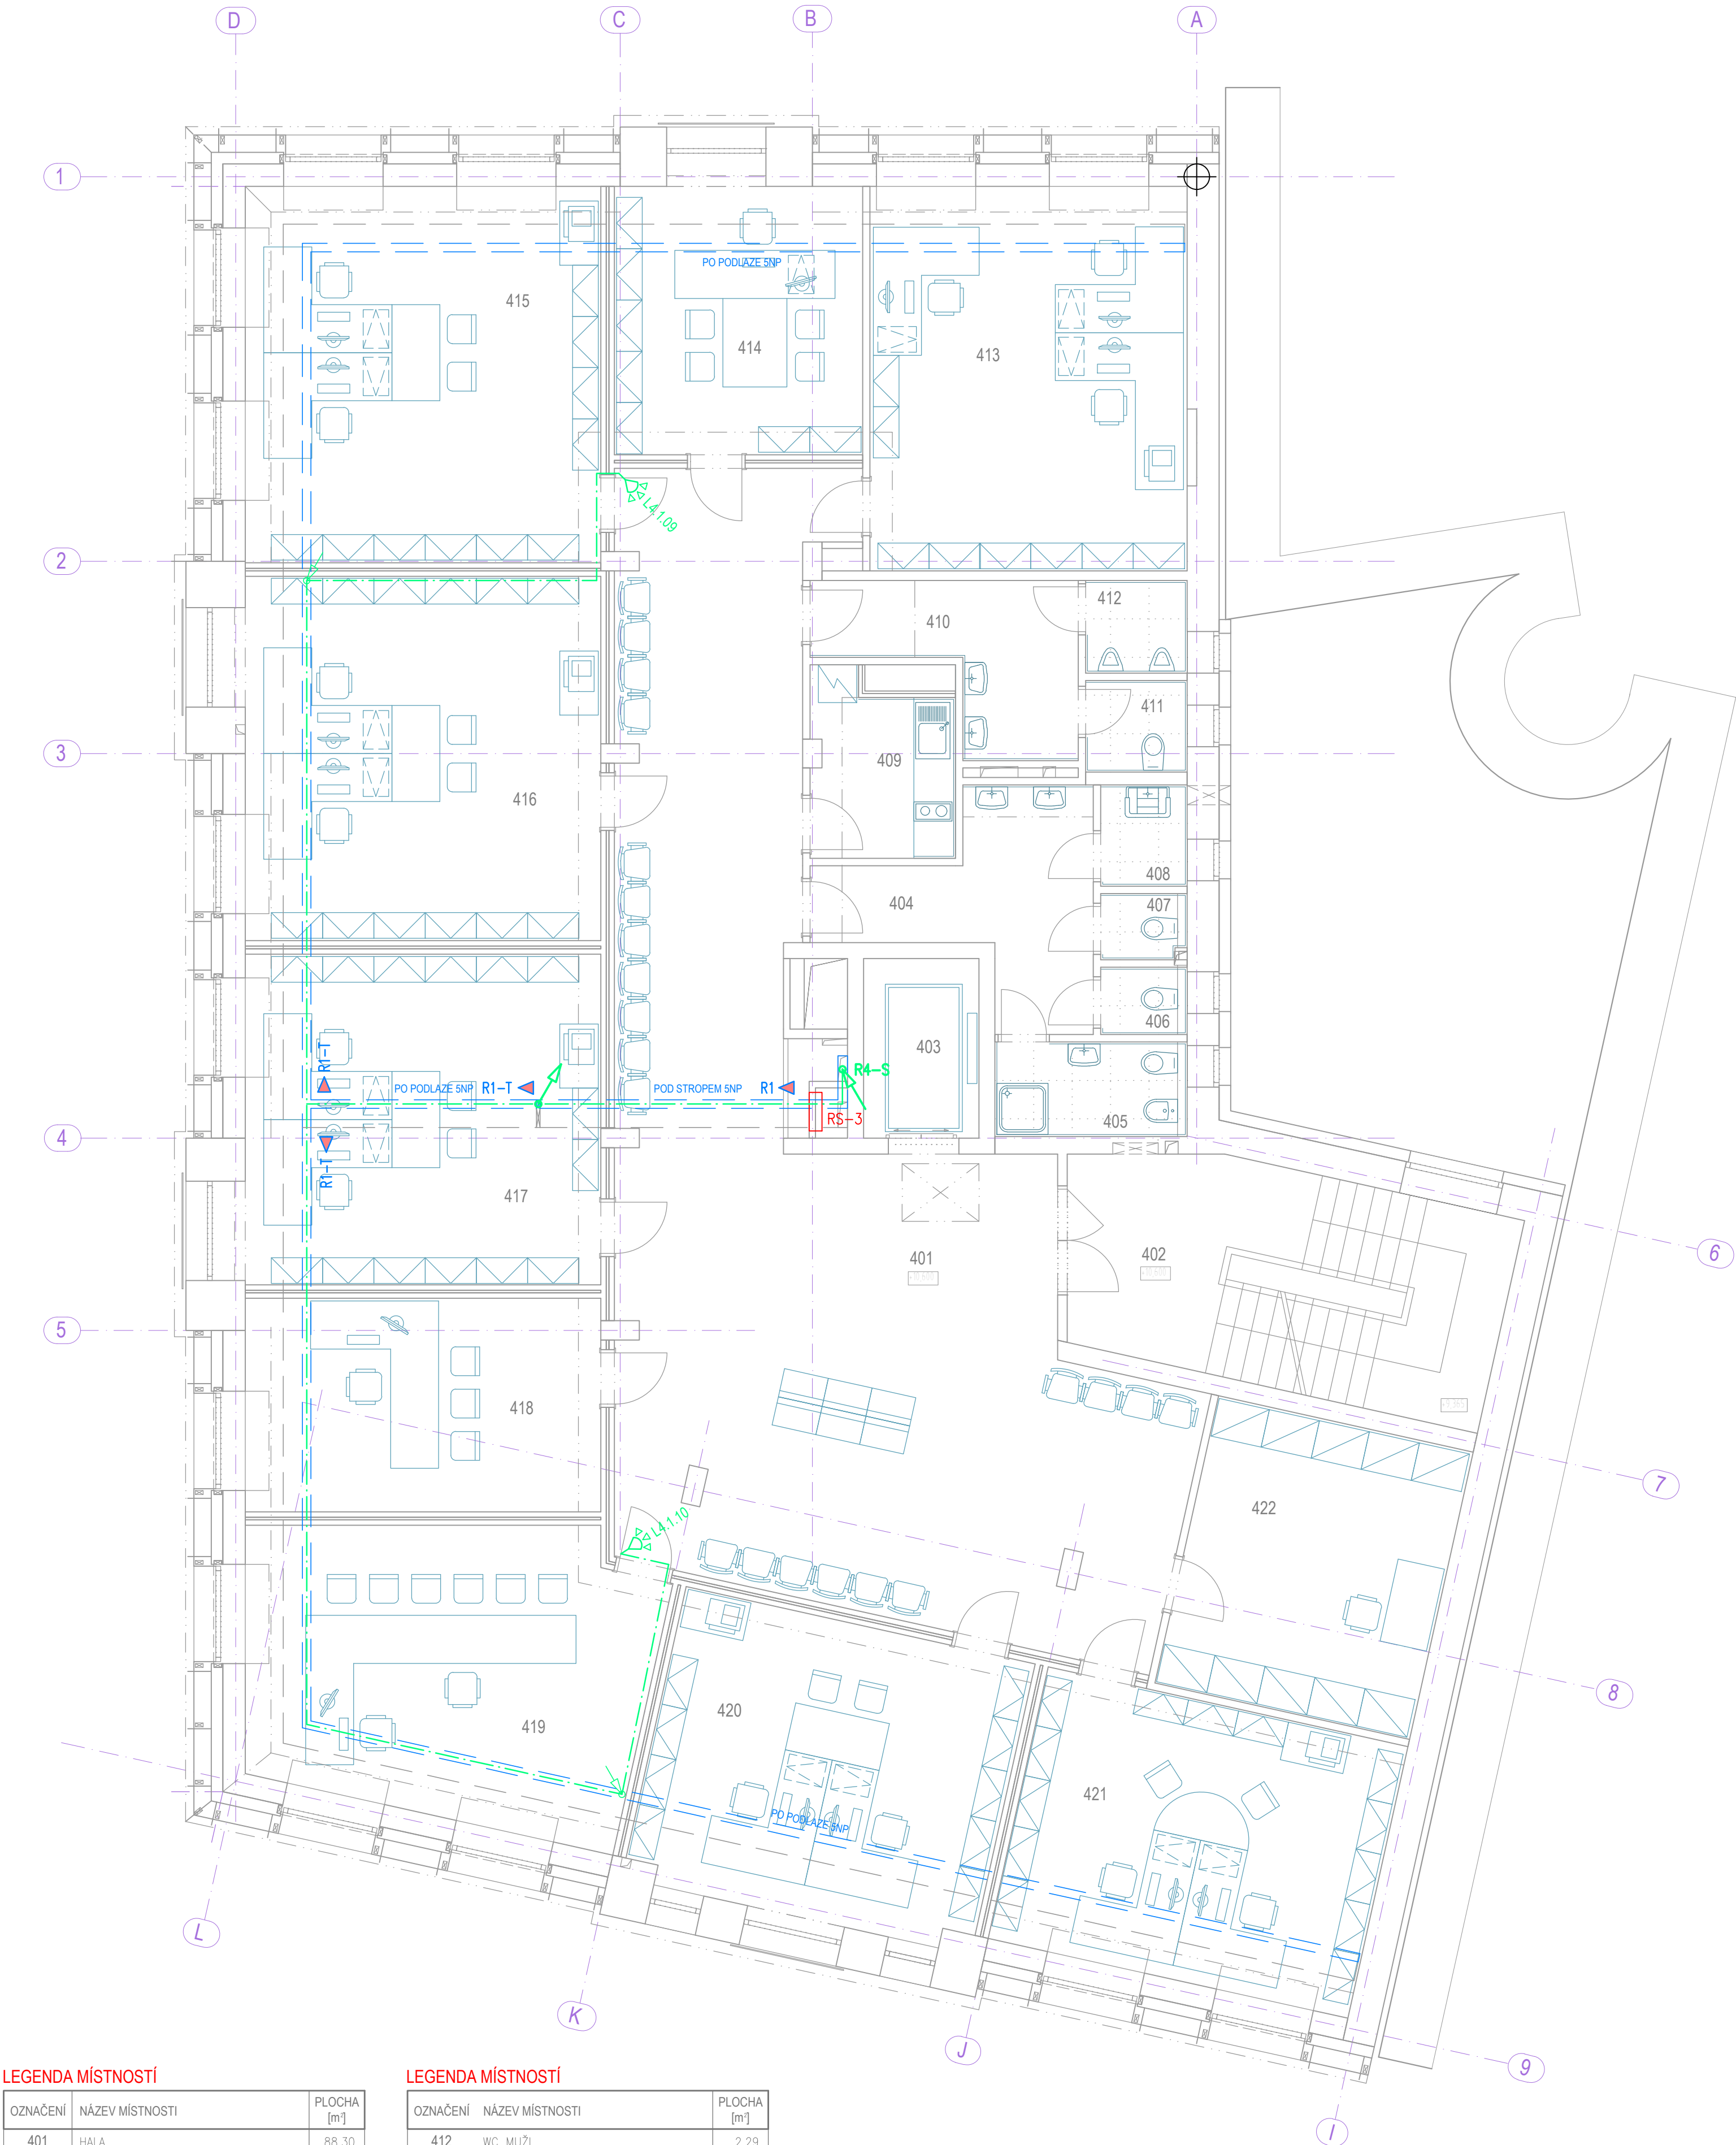 D
C
B
A
1
PO PODLAZE 5NP
415
414
413
L4.1.09
2
412
410
411
3
409
416
408
407
404
406
403
R1-T
PO PODLAZE 5NP
R1-T
POD STROPEM 5NP
R1
R4-S
RS-3
405
4
R1-T
417
401
402
6
5
418
7
422
L4.1.10
8
420
419
421
PO PODLAZE 5NP
L
K
J
9
I
LEGENDA MÍSTNOSTÍ
OZNAČENÍ NÁZEV MÍSTNOSTI PLOCHA
[m²]
401 HALA 88,30
LEGENDA MÍSTNOSTÍ
OZNAČENÍ NÁZEV MÍSTNOSTI PLOCHA
[m²]
412 WC MUŽI 2,29